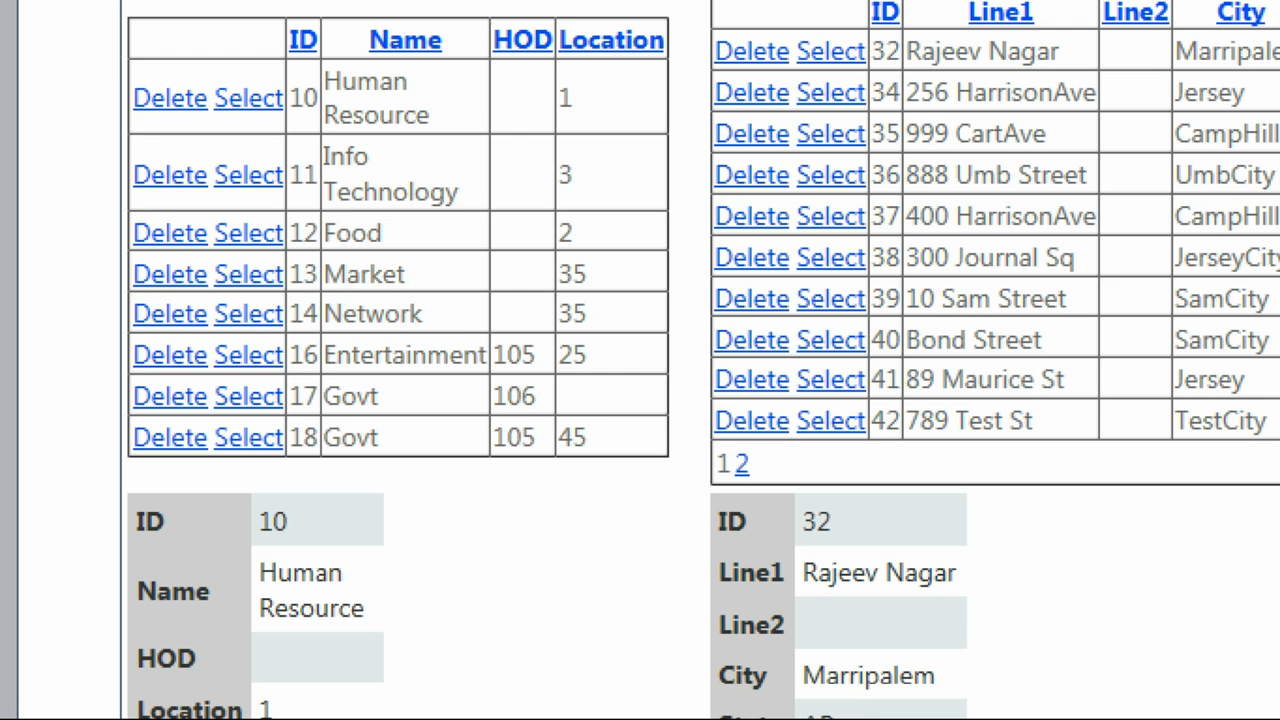 ID Name HOD Location
Delete Select 10 Human Resource 1
Delete Select 11 Info Technology 3
Delete Select 12 Food 2
Delete Select 13 Market 35
Delete Select 14 Network 35
Delete Select 16 Entertainment 105 25
Delete Select 17 Govt 106
Delete Select 18 Govt 105 45
ID 10
Name Human Resource
HOD
Location 1
ID Line1 Line2 City
Delete Select 32 Rajeev Nagar Marripale
Delete Select 34 256 HarrisonAve Jersey
Delete Select 35 999 CartAve CampHill
Delete Select 36 888 Umb Street UmbCity
Delete Select 37 400 HarrisonAve CampHill
Delete Select 38 300 Journal Sq JerseyCity
Delete Select 39 10 Sam Street SamCity
Delete Select 40 Bond Street SamCity
Delete Select 41 89 Maurice St Jersey
Delete Select 42 789 Test St TestCity
1 2
ID 32
Line1 Rajeev Nagar
Line2
City Marripalem